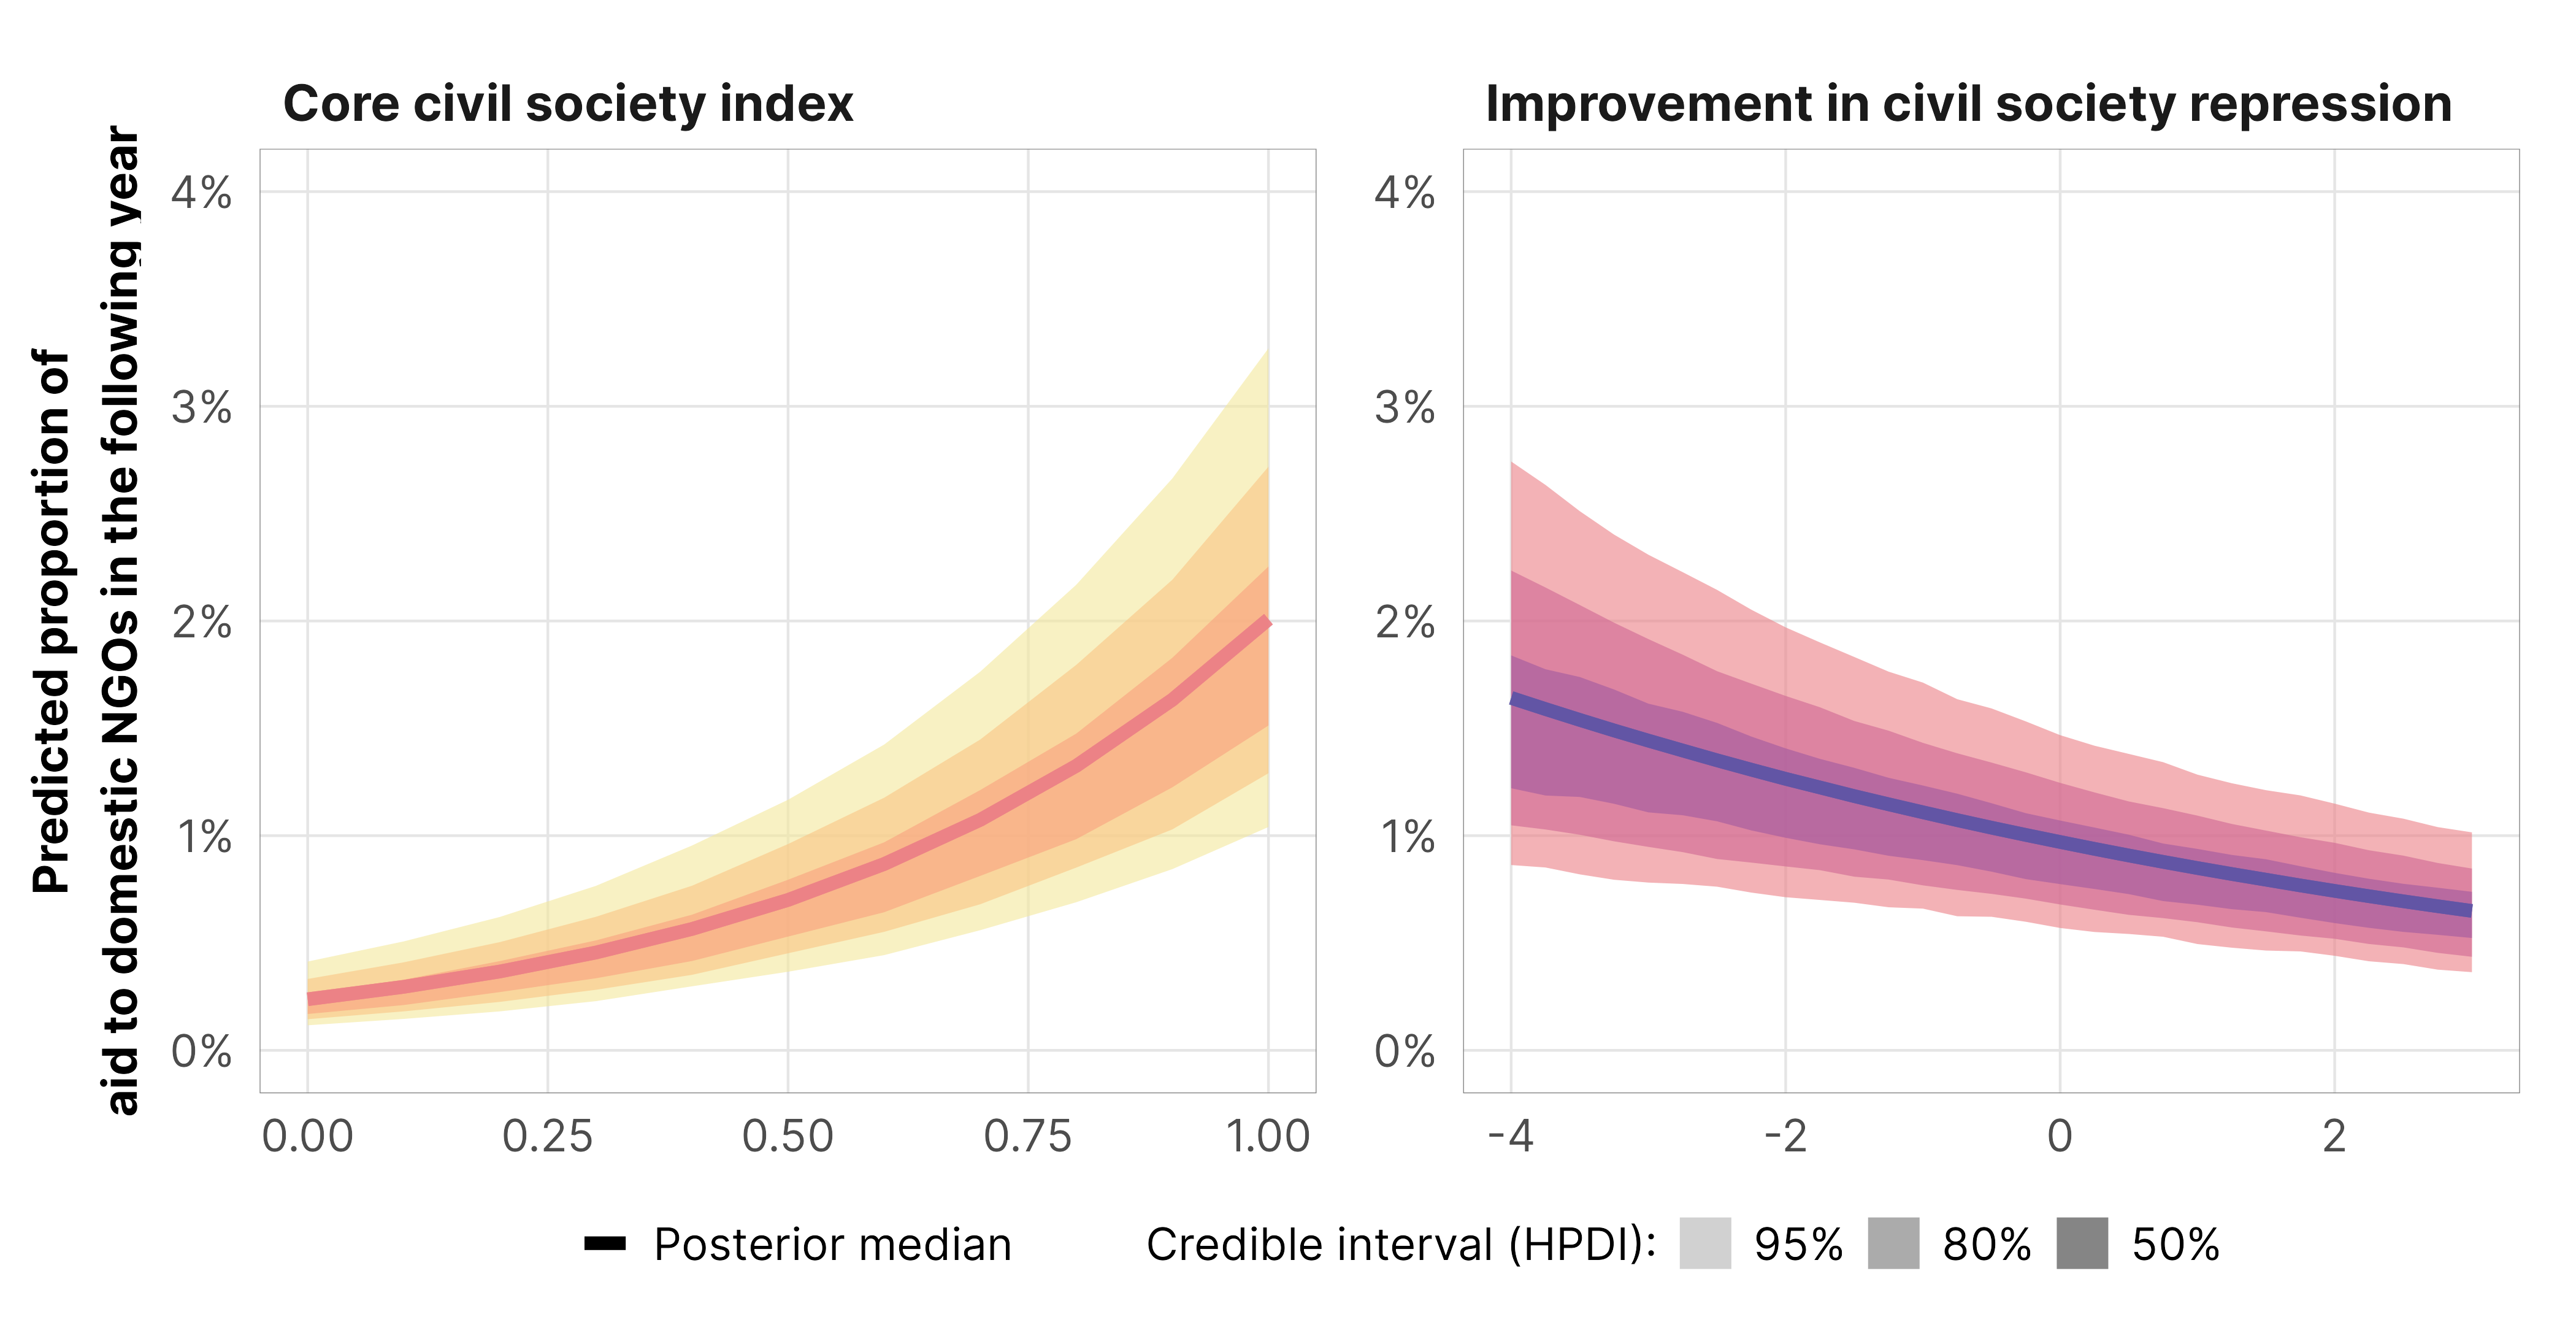 Core civil society index
Improvement in civil society repression
Predicted proportion of
aid to domestic NGOs in the following year
4%
3%
2%
1%
0%
0.00 0.25 0.50 0.75 1.00
4%
3%
2%
1%
0%
-4 -2 0 2
Posterior median
Credible interval (HPDI): 95% 80% 50%